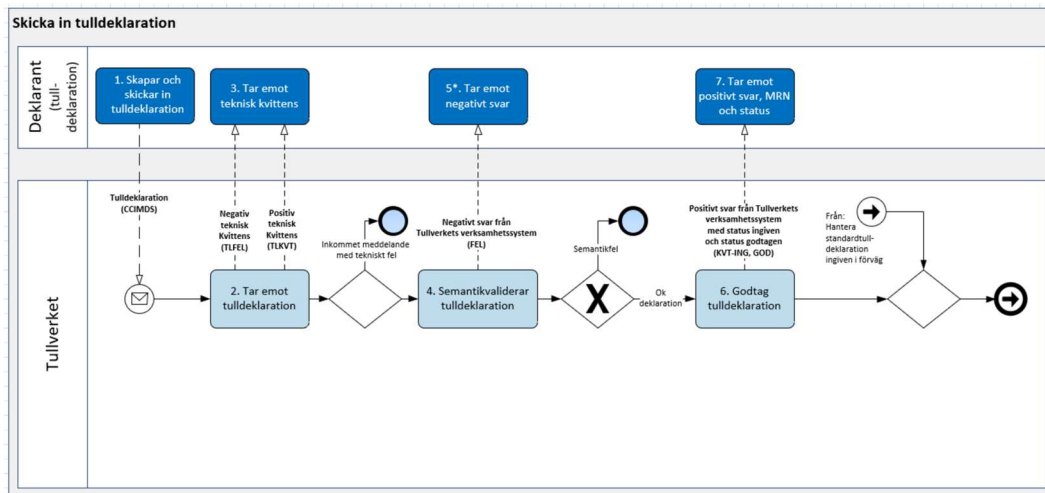 Skicka in tulldeklaration
Deklarant
(tull-
deklaration)
1. Skapar och
skickar in
tulldeklaration
3. Tar emot
teknisk kvittens
5*. Tar emot
negativt svar
7. Tar emot
positivt svar, MRN
och status
Tullverket
Tulldeklaration
(CCIMDS)
Negativ
teknisk
Kvittens
(TLFEL)
Positiv
teknisk
Kvittens
(TLKVT)
Inkommet meddelande
med tekniskt fel
Negativt svar från
Tullverkets verksamhetssystem
(FEL)
Semantikfel
Positivt svar från Tullverkets
verksamhetssystem
med status ingiven
och status godtagen
(KVT-ING, GOD)
Från:
Hantera
standardtull-
deklaration
ingiven i förväg
2. Tar emot
tulldeklaration
4. Semantikvaliderar
tulldeklaration
X
Ok
deklaration
6. Godtag
tulldeklaration